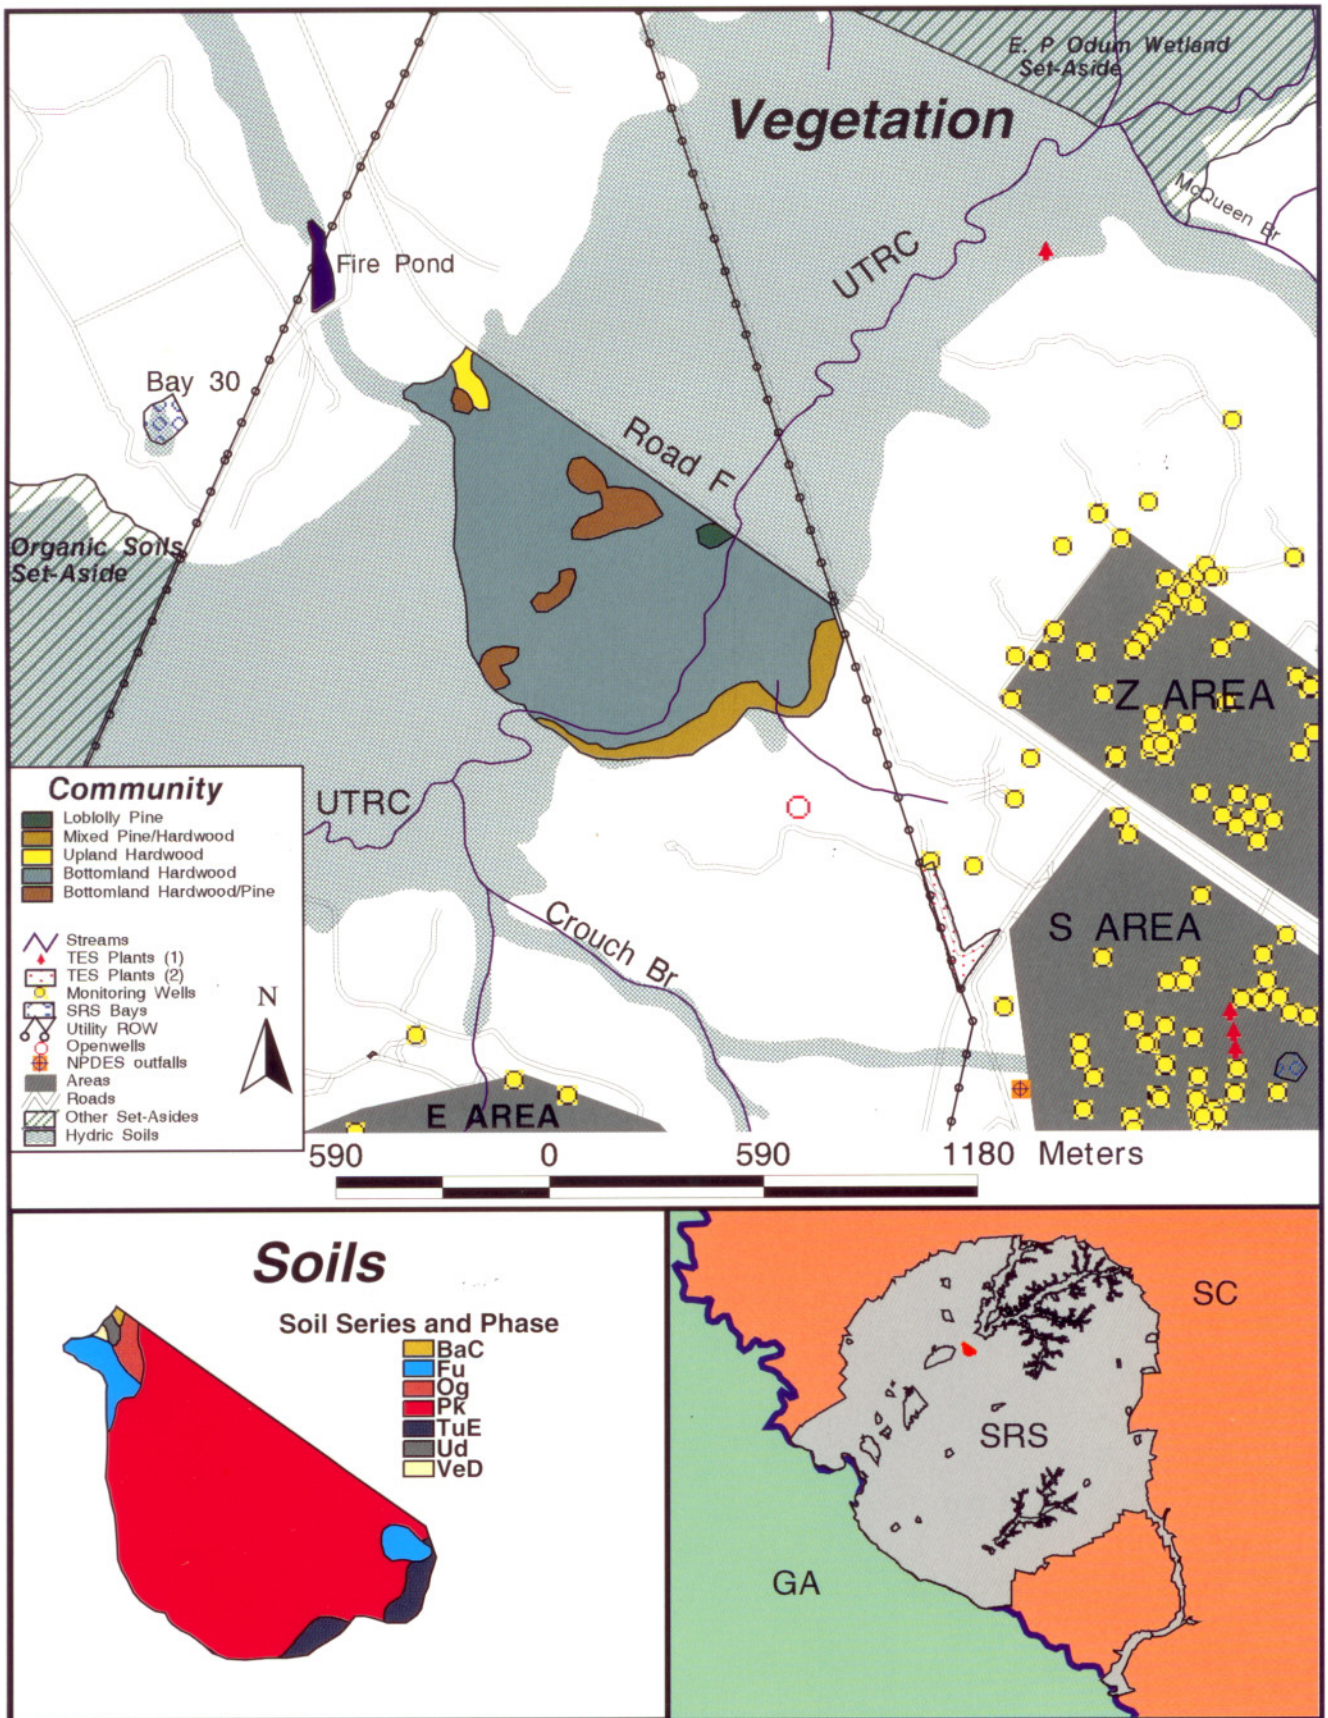 E. P. Odum Wetland
Set-Aside
Vegetation
McQueen Br
UTRC
Fire Pond
Bay 30
Road F
Organic Soils
Set-Aside
Z AREA
Community
Loblolly Pine
Mixed Pine/Hardwood
Upland Hardwood
Bottomland Hardwood
Bottomland Hardwood/Pine
UTRC
Crouch Br
S AREA
Streams
TES Plants (1)
TES Plants (2)
Monitoring Wells
SRS Bays
Utility ROW
Openwells
NPDES outfalls
Areas
Roads
Other Set-Asides
Hydric Soils
N
E AREA
590 0 590 1180 Meters
Soils
Soil Series and Phase
BaC
Fu
Og
Pk
TuE
Ud
VeD
SC
SRS
GA